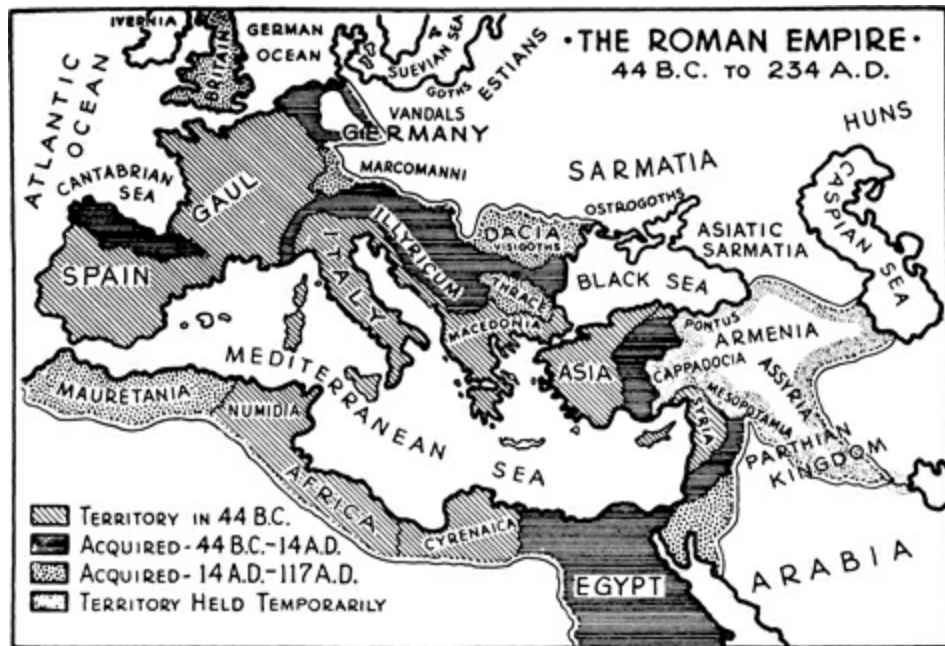 ·THE ROMAN EMPIRE·
44 B.C. TO 234 A.D.
IVERNIA
BRITAIN
GERMAN
OCEAN
SUEVIAN SEA
GOTHS
ESTIANS
ATLANTIC
OCEAN
VANDALS
GERMANY
HUNS
CANTABRIAN
SEA
GAUL
MARCOMANNI
SARMATIA
OSTROGOTHS
ASIATIC
SARMATIA
CASPIAN SEA
SPAIN
ITALY
ILLYRICUM
DACIA
VISIGOTHS
THRACE
BLACK SEA
MACEDONIA
PONTUS
ARMENIA
ASIA
CAPPADOCIA
ASSYRIA
MESOPOTAMIA
SYRIA
PARTHIAN
KINGDOM
MAURETANIA
NUMIDIA
MEDITERRANEAN SEA
AFRICA
CYRENAICA
EGYPT
ARABIA
TERRITORY IN 44 B.C.
ACQUIRED-44 B.C.-14 A.D.
ACQUIRED-14 A.D.-117 A.D.
TERRITORY HELD TEMPORARILY